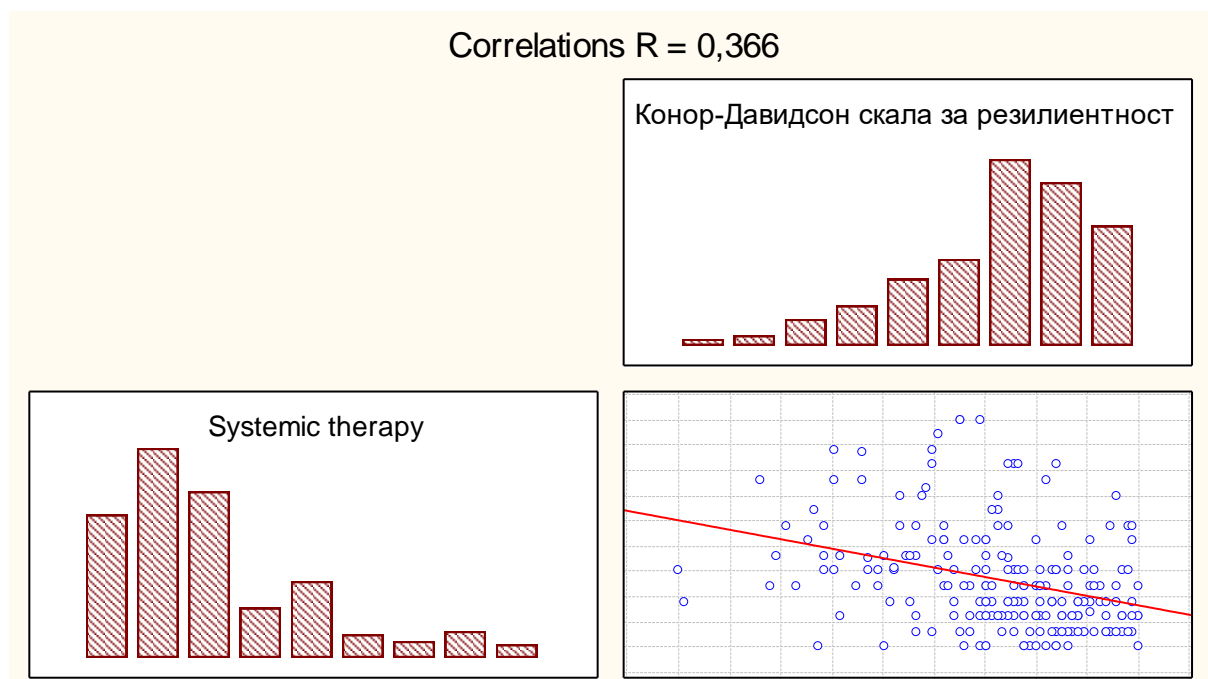 Correlations R = 0,366
Конор-Давидсон скала за резилиентност
Systemic therapy